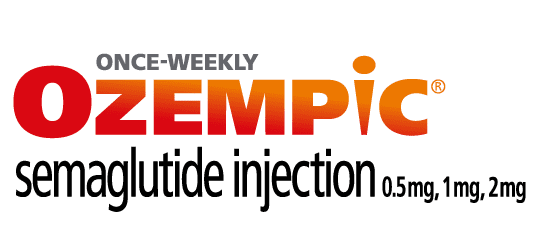 ONCE-WEEKLY
OZEMPIC®
semaglutide injection 0.5mg, 1mg, 2mg